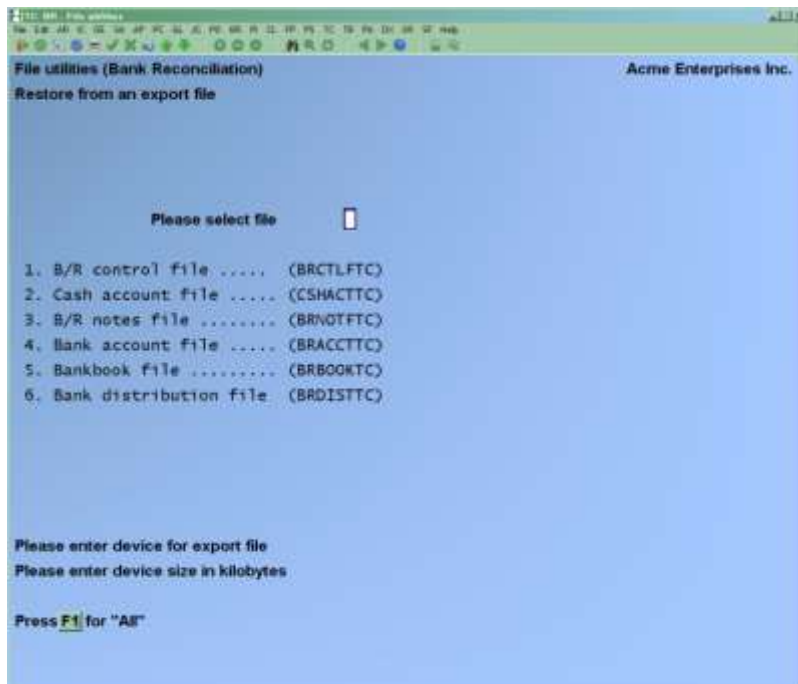 File utilities (Bank Reconciliation) Acme Enterprises Inc.
Restore from an export file
Please select file
1. B/R control file ..... (BRCTLFTC)
2. Cash account file ..... (CSHACTTC)
3. B/R notes file ........ (BRNOTFTC)
4. Bank account file ..... (BRACCTTC)
5. Bankbook file ......... (BRBOOKTC)
6. Bank distribution file (BRDISTTC)
Please enter device for export file
Please enter device size in kilobytes
Press F1 for "All"